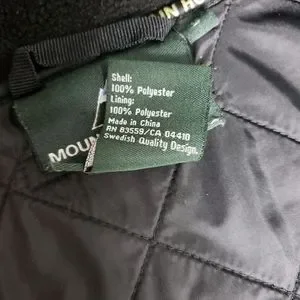 Shell:
100% Polyester
Lining:
100% Polyester
Made in China
RN 83559/CA 04410
Swedish Quality Design.